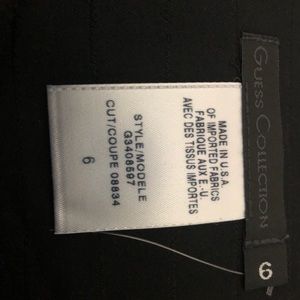 GUESS COLLECTION
6
MADE IN U.S.A.
OF IMPORTED FABRICS
FABRIQUE AUX E.-U.
AVEC DES TISSUS IMPORTES
STYLE/MODELE
G3408597
CUT/COUPE 08834
6